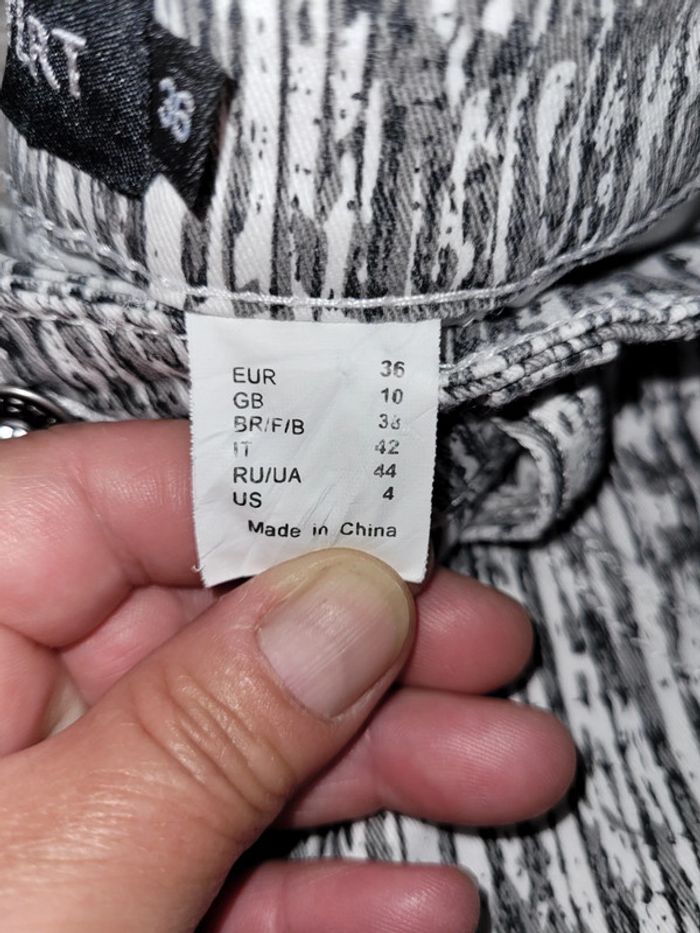 36
EUR 36
GB 10
BR/F/B 38
IT 42
RU/UA 44
US 4
Made in China